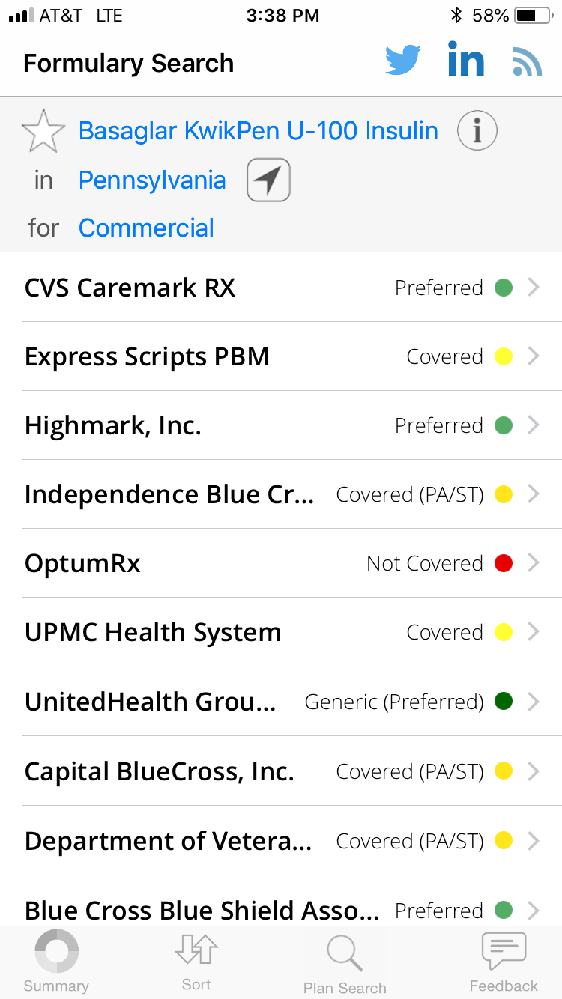 AT&T LTE 3:38 PM 58%
Formulary Search in
Basaglar KwikPen U-100 Insulin i
in Pennsylvania
for Commercial
CVS Caremark RX Preferred
Express Scripts PBM Covered
Highmark, Inc. Preferred
Independence Blue Cr... Covered (PA/ST)
OptumRx Not Covered
UPMC Health System Covered
UnitedHealth Grou... Generic (Preferred)
Capital BlueCross, Inc. Covered (PA/ST)
Department of Vetera... Covered (PA/ST)
Blue Cross Blue Shield Asso... Preferred
Summary Sort Plan Search Feedback